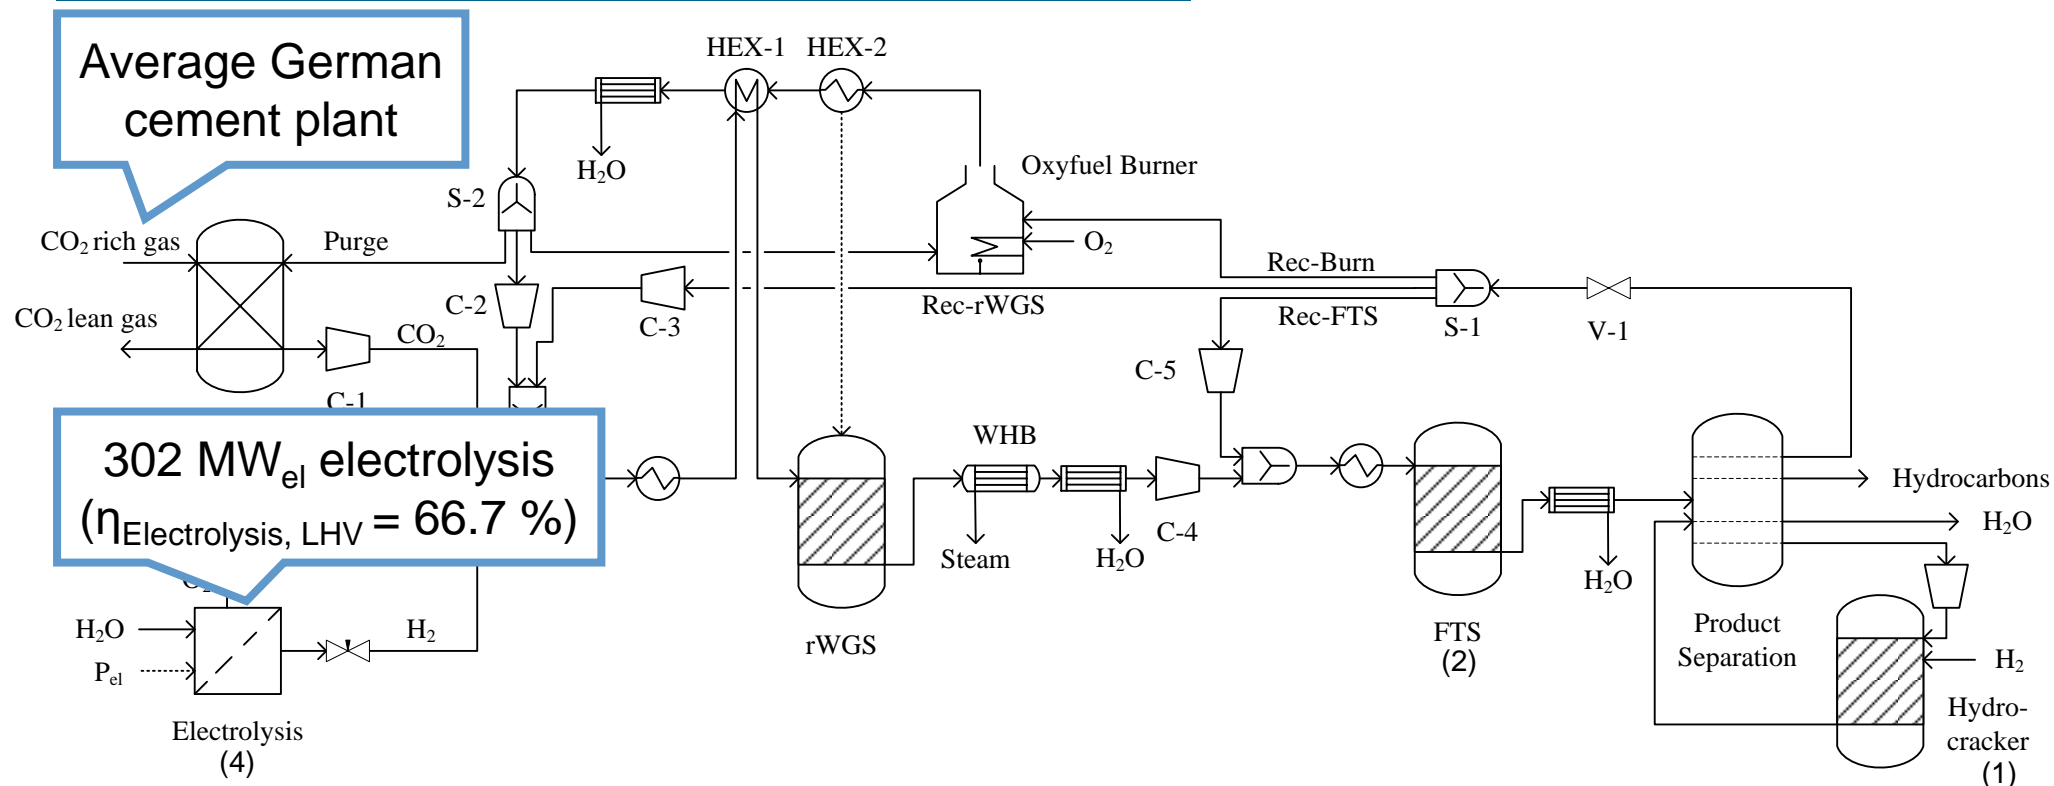 Average German
cement plant
HEX-1
HEX-2
H₂O
Oxyfuel Burner
S-2
CO₂ rich gas
Purge
O₂
Rec-Burn
C-2
C-3
Rec-rWGS
Rec-FTS
S-1
V-1
CO₂ lean gas
CO₂
C-1
C-5
302 MWel electrolysis
(ηElectrolysis, LHV = 66.7 %)
WHB
Steam
H₂O
C-4
Hydrocarbons
H₂O
H₂O
H₂O
H₂
Pel
rWGS
FTS
(2)
Product
Separation
H₂
Hydro-
cracker
(1)
Electrolysis
(4)